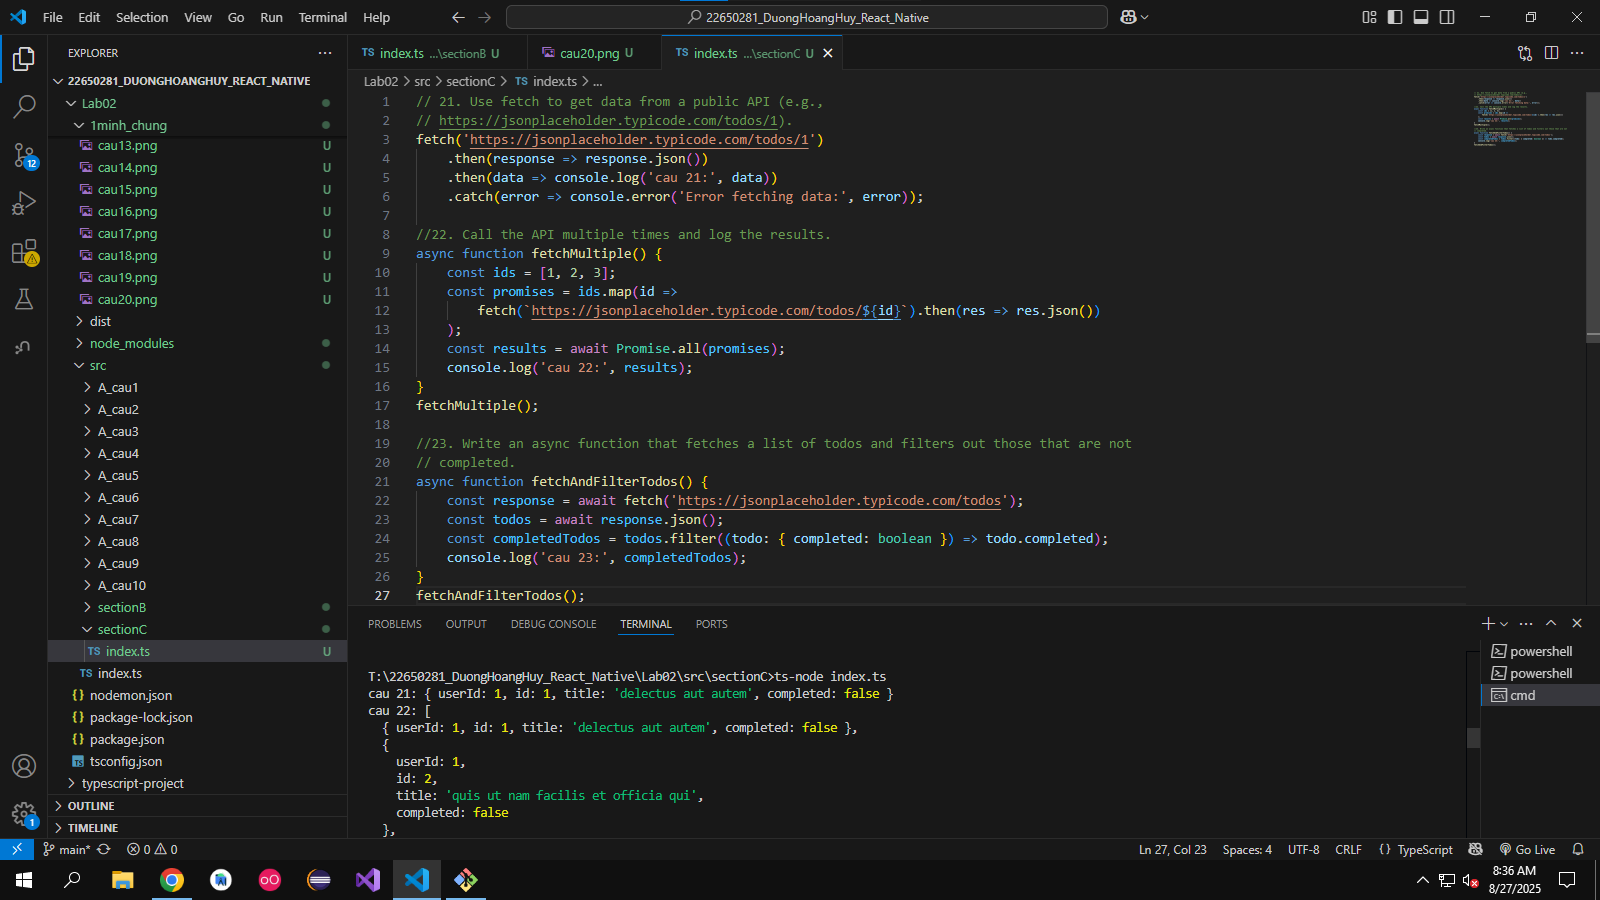 File Edit Selection View Go Run Terminal Help
22650281_DuongHoangHuy_React_Native
EXPLORER
TS index.ts ...\sectionB U
cau20.png U
TS index.ts ...\sectionC U
22650281_DUONGHOANGHUY_REACT_NATIVE
Lab02
1minh_chung
cau13.png U
cau14.png U
cau15.png U
cau16.png U
cau17.png U
cau18.png U
cau19.png U
cau20.png U
dist
node_modules
src
A_cau1
A_cau2
A_cau3
A_cau4
A_cau5
A_cau6
A_cau7
A_cau8
A_cau9
A_cau10
sectionB
sectionC
TS index.ts U
TS index.ts
{} nodemon.json
{} package-lock.json
{} package.json
TS tsconfig.json
typescript-project
OUTLINE
TIMELINE
12
1
Lab02 > src > sectionC > TS index.ts > ...
1 // 21. Use fetch to get data from a public API (e.g.,
2 // https://jsonplaceholder.typicode.com/todos/1).
3 fetch('https://jsonplaceholder.typicode.com/todos/1')
4 .then(response => response.json())
5 .then(data => console.log('cau 21:', data))
6 .catch(error => console.error('Error fetching data:', error));
7
8 //22. Call the API multiple times and log the results.
9 async function fetchMultiple() {
10 const ids = [1, 2, 3];
11 const promises = ids.map(id =>
12 fetch(`https://jsonplaceholder.typicode.com/todos/${id}`).then(res => res.json())
13 );
14 const results = await Promise.all(promises);
15 console.log('cau 22:', results);
16 }
17 fetchMultiple();
18
19 //23. Write an async function that fetches a list of todos and filters out those that are not
20 // completed.
21 async function fetchAndFilterTodos() {
22 const response = await fetch('https://jsonplaceholder.typicode.com/todos');
23 const todos = await response.json();
24 const completedTodos = todos.filter((todo: { completed: boolean }) => todo.completed);
25 console.log('cau 23:', completedTodos);
26 }
27 fetchAndFilterTodos();
PROBLEMS OUTPUT DEBUG CONSOLE TERMINAL PORTS
T:\22650281_DuongHoangHuy_React_Native\Lab02\src\sectionC>ts-node index.ts
cau 21: { userId: 1, id: 1, title: 'delectus aut autem', completed: false }
cau 22: [
{ userId: 1, id: 1, title: 'delectus aut autem', completed: false },
{
userId: 1,
id: 2,
title: 'quis ut nam facilis et officia qui',
completed: false
},
powershell
powershell
cmd
main* 0 0
Ln 27, Col 23 Spaces: 4 UTF-8 CRLF {} TypeScript Go Live
8:36 AM
8/27/2025